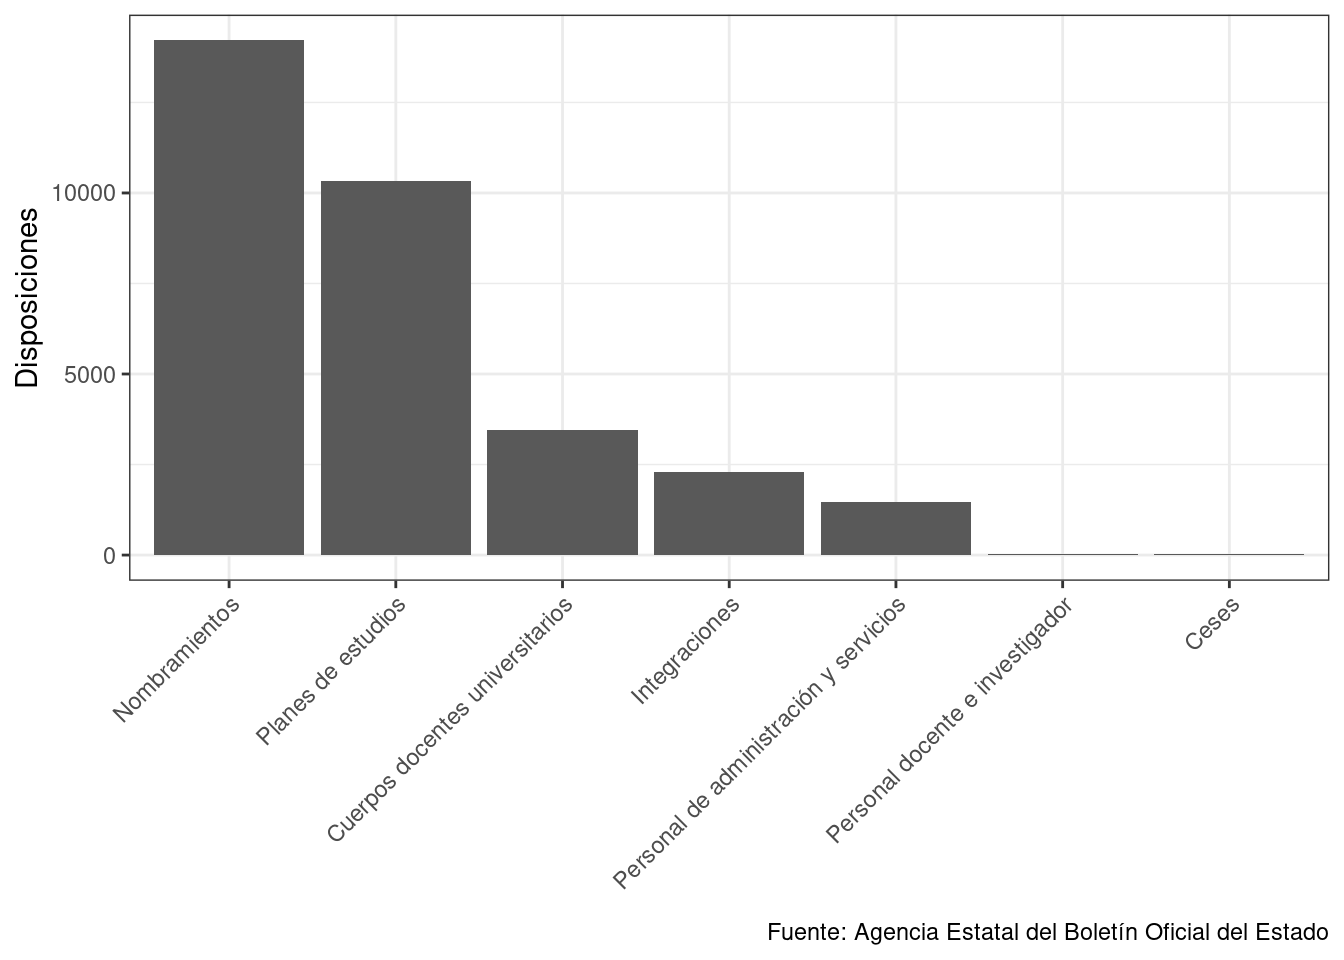 Disposiciones
10000
5000
0
Nombramientos
Planes de estudios
Cuerpos docentes universitarios
Integraciones
Personal de administración y servicios
Personal docente e investigador
Ceses
Fuente: Agencia Estatal del Boletín Oficial del Estado